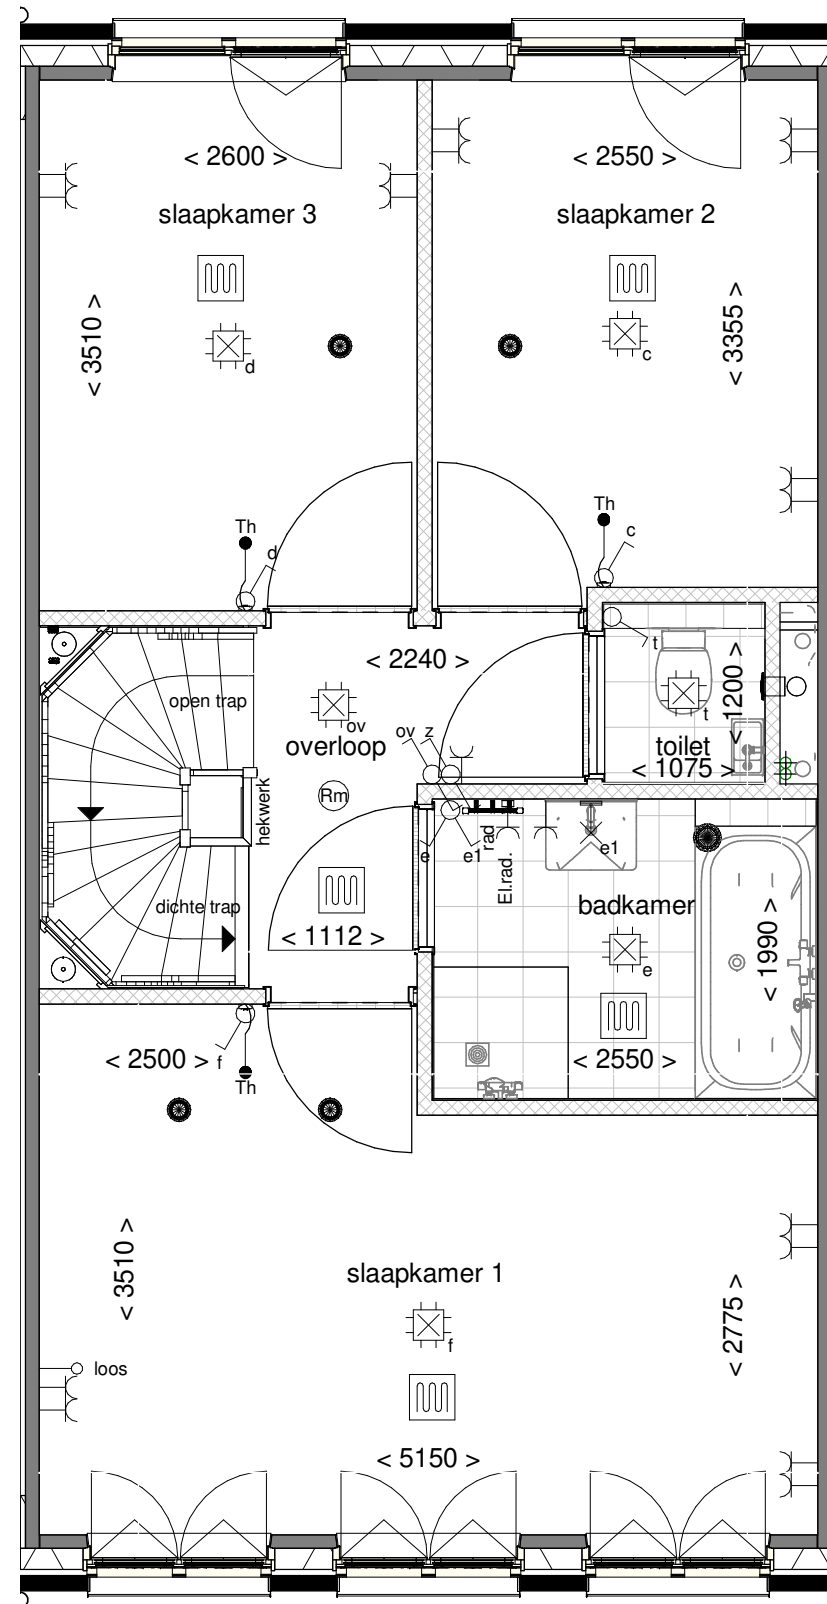 < 2600 >
< 2550 >
slaapkamer 3
slaapkamer 2
< 3510 >
< 3355 >
d
c
Th
d
Th
c
< 2240 >
t
open trap
ov
overloop
ov z
t
< 1200 >
toilet
< 1075 >
hekwerk
Rm
e
e1
rad
El.rad.
e1
dichte trap
< 1112 >
badkamer
e
< 1990 >
< 2500 >
f
Th
< 2550 >
< 3510 >
slaapkamer 1
f
< 2775 >
loos
< 5150 >